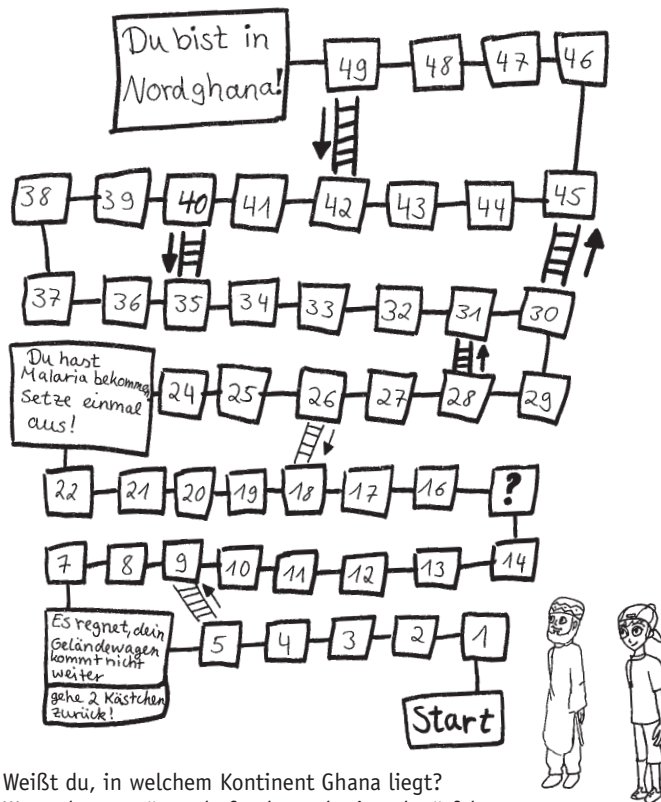 Du bist in
Nordghana!
49 48 47 46
38 39 40 41 42 43 44 45
37 36 35 34 33 32 31 30
Du hast
Malaria bekommen,
Setze einmal
aus!
24 25 26 27 28 29
22 21 20 19 18 17 16 ?
7 8 9 10 11 12 13 14
Es regnet, dein
Geländewagen
kommt nicht
weiter
gehe 2 Kästchen
zurück!
5 4 3 2 1
Start
Weißt du, in welchem Kontinent Ghana liegt?